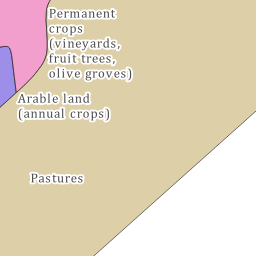 Permanent
crops
(vineyards,
fruit trees,
olive groves)
Arable land
(annual crops)
Pastures